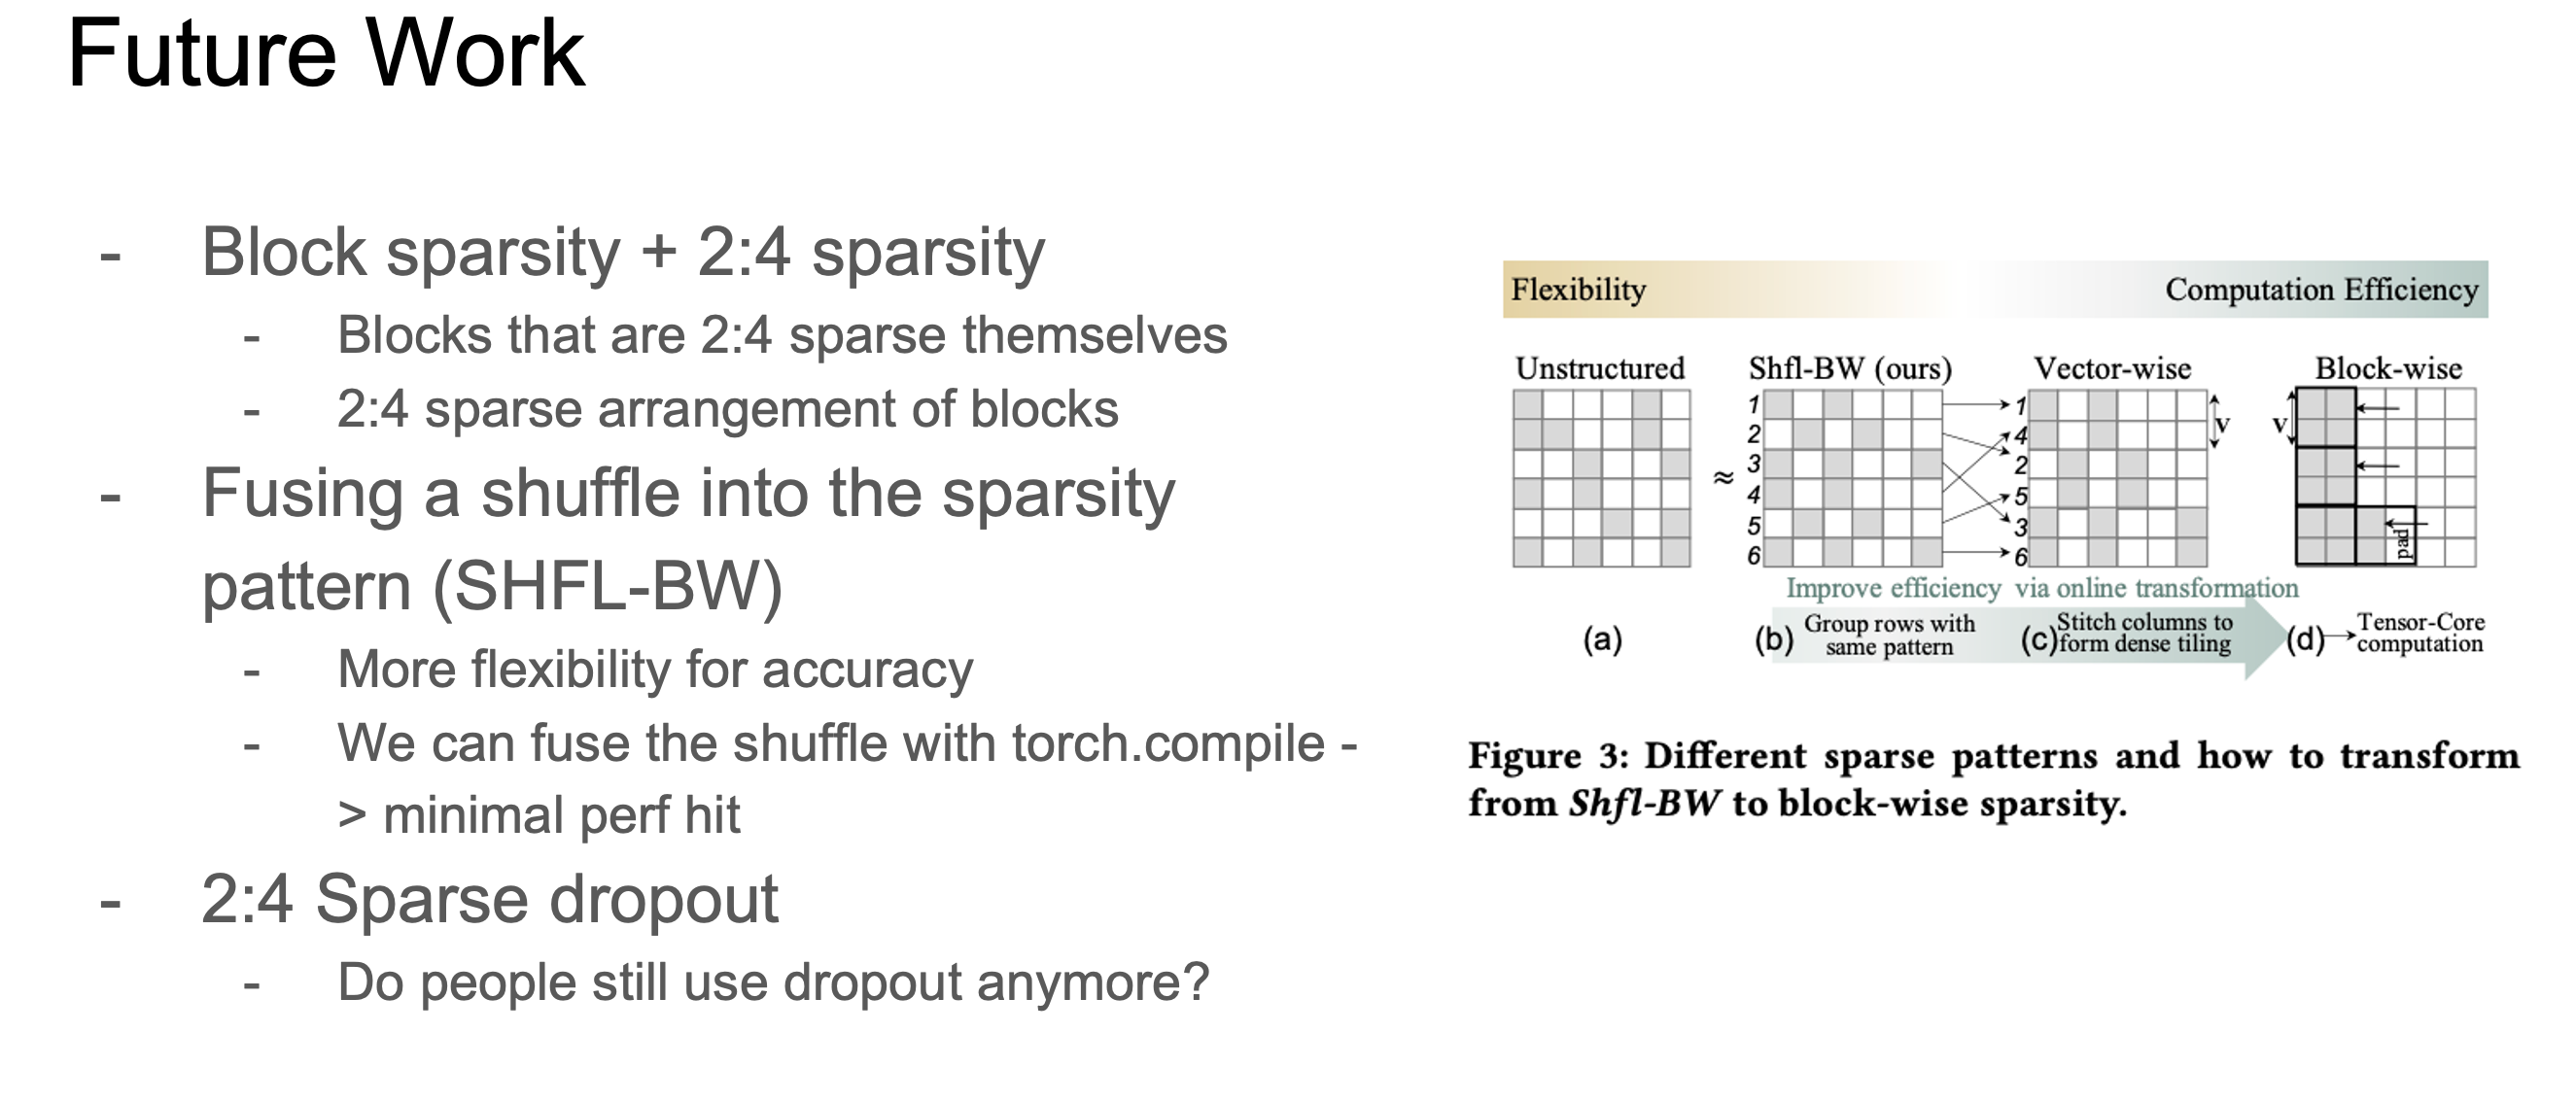 Future Work
- Block sparsity + 2:4 sparsity
- Blocks that are 2:4 sparse themselves
- 2:4 sparse arrangement of blocks
- Fusing a shuffle into the sparsity
pattern (SHFL-BW)
- More flexibility for accuracy
- We can fuse the shuffle with torch.compile -
> minimal perf hit
- 2:4 Sparse dropout
- Do people still use dropout anymore?
Flexibility Computation Efficiency
Unstructured Shfl-BW (ours) Vector-wise Block-wise
≈
1
2
3
4
5
6
1
4
2
5
3
6
V
V
pad
Improve efficiency via online transformation
(a)
(b) Group rows with
same pattern
(c) Stitch columns to
form dense tiling
(d) Tensor-Core
computation
Figure 3: Different sparse patterns and how to transform
from Shfl-BW to block-wise sparsity.